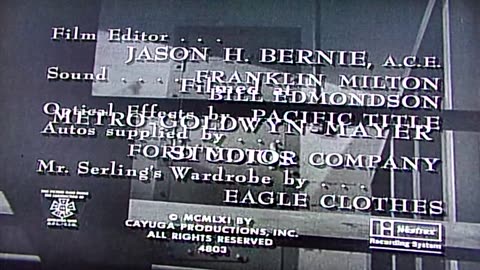 Film Editor . . .
JASON H. BERNIE, A.C.E.
Sound . . . . FRANKLIN MILTON
Filmed at . .
BILL EDMONDSON
Optical Effects by . PACIFIC TITLE
METRO-GOLDWYN-MAYER
Autos supplied by . . .
STUDIOS
FORD MOTOR COMPANY
Mr. Serling's Wardrobe by . . .
EAGLE CLOTHES
© MCMLXI BY
CAYUGA PRODUCTIONS, INC.
ALL RIGHTS RESERVED
4803
Westrex
Recording System